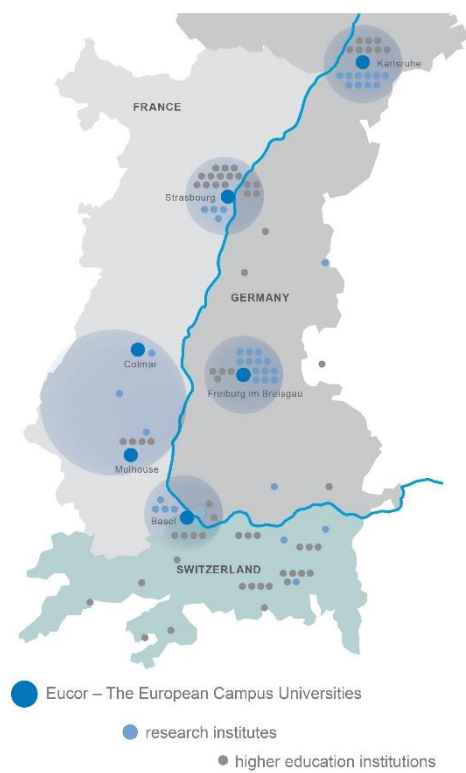 Karlsruhe
FRANCE
Strasbourg
GERMANY
Colmar
Freiburg im Breisgau
Mulhouse
Basel
SWITZERLAND
Eucor – The European Campus Universities
research institutes
higher education institutions